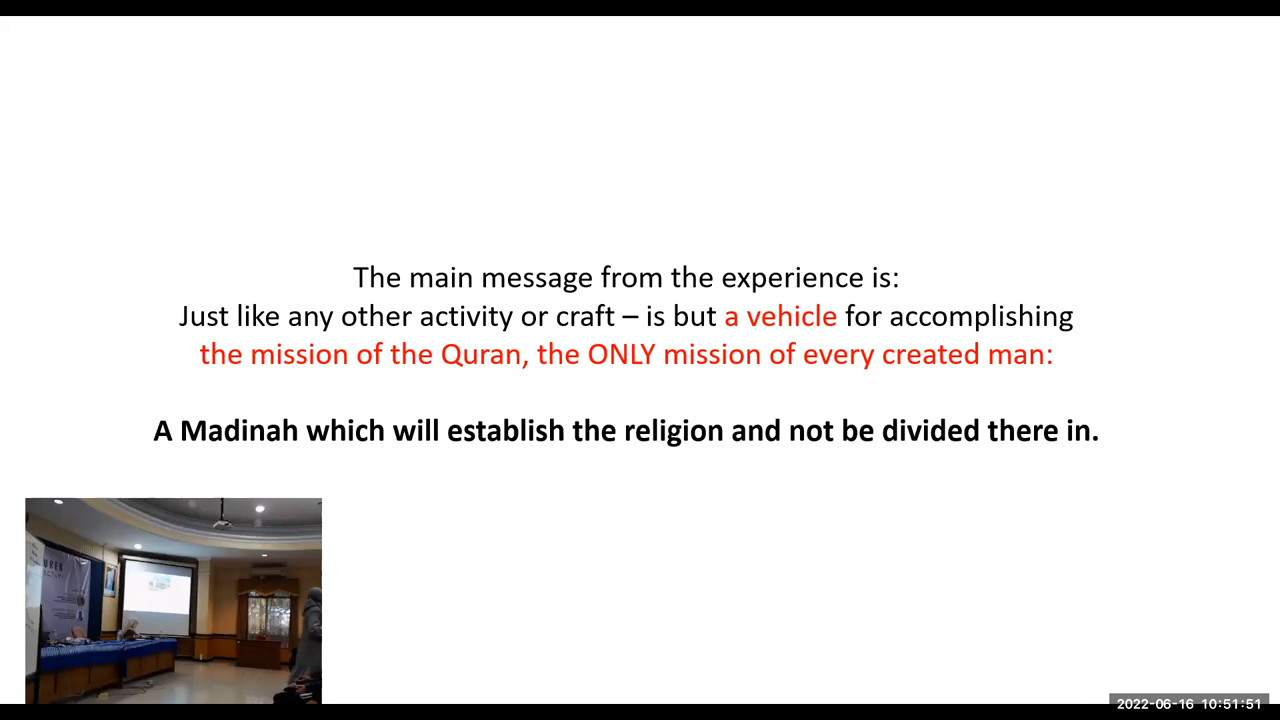 The main message from the experience is:
Just like any other activity or craft – is but a vehicle for accomplishing
the mission of the Quran, the ONLY mission of every created man:
A Madinah which will establish the religion and not be divided there in.
2022-06-16 10:51:51